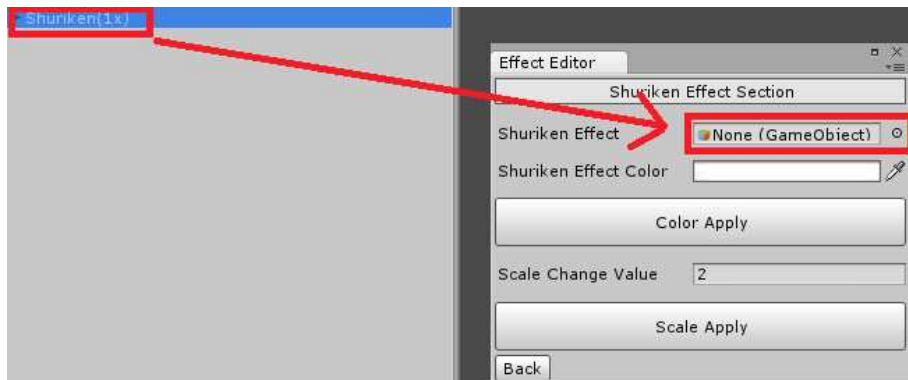 Shuriken(1x)
Effect Editor
Shuriken Effect Section
Shuriken Effect
None (GameObject)
Shuriken Effect Color
Color Apply
Scale Change Value
2
Scale Apply
Back